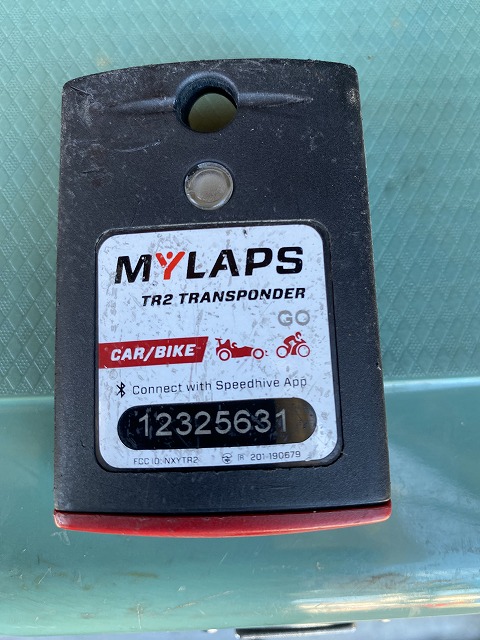 MYLAPS
TR2 TRANSPONDER
GO
CAR/BIKE
Connect with Speedhive App
12325631
FCC ID: NXYTR2 R 201-190679